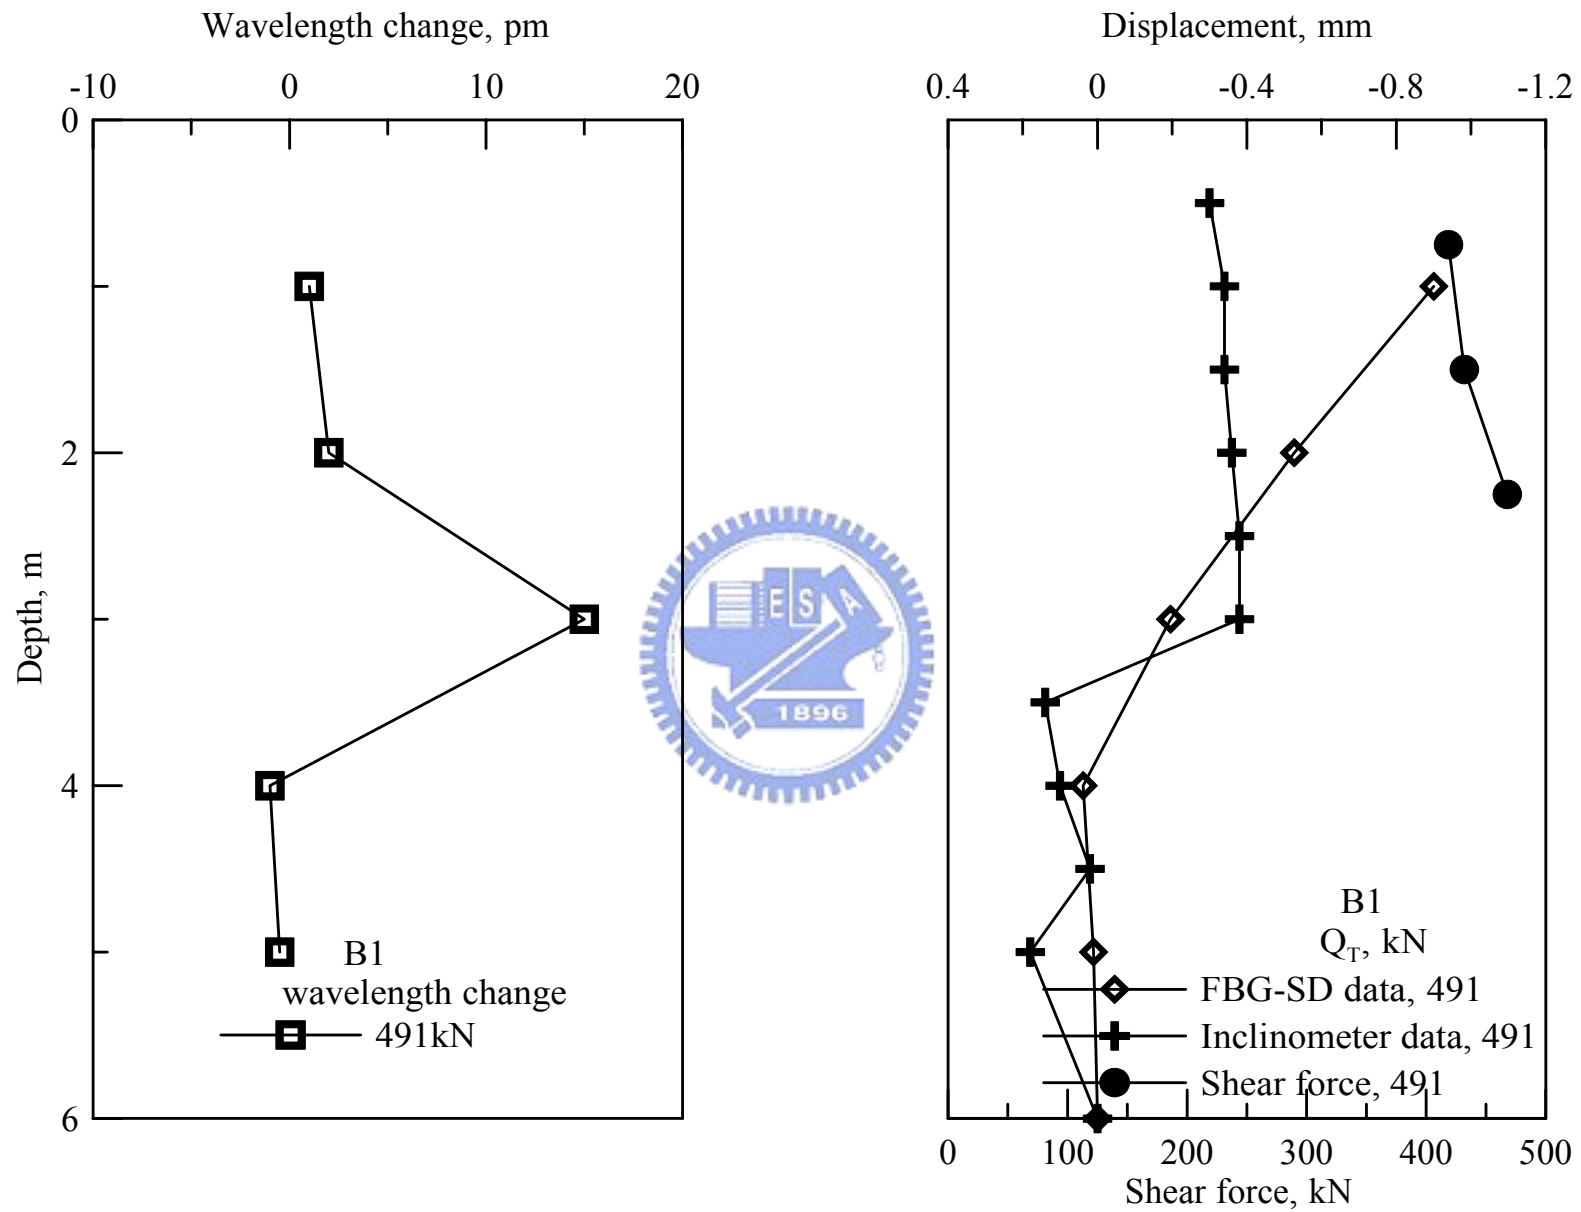 Wavelength change, pm
-10 0 10 20
0
2
4
6
Depth, m
B1
wavelength change
491kN
E S A
1896
Displacement, mm
0.4 0 -0.4 -0.8 -1.2
B1
QT, kN
FBG-SD data, 491
Inclinometer data, 491
Shear force, 491
0 100 200 300 400 500
Shear force, kN